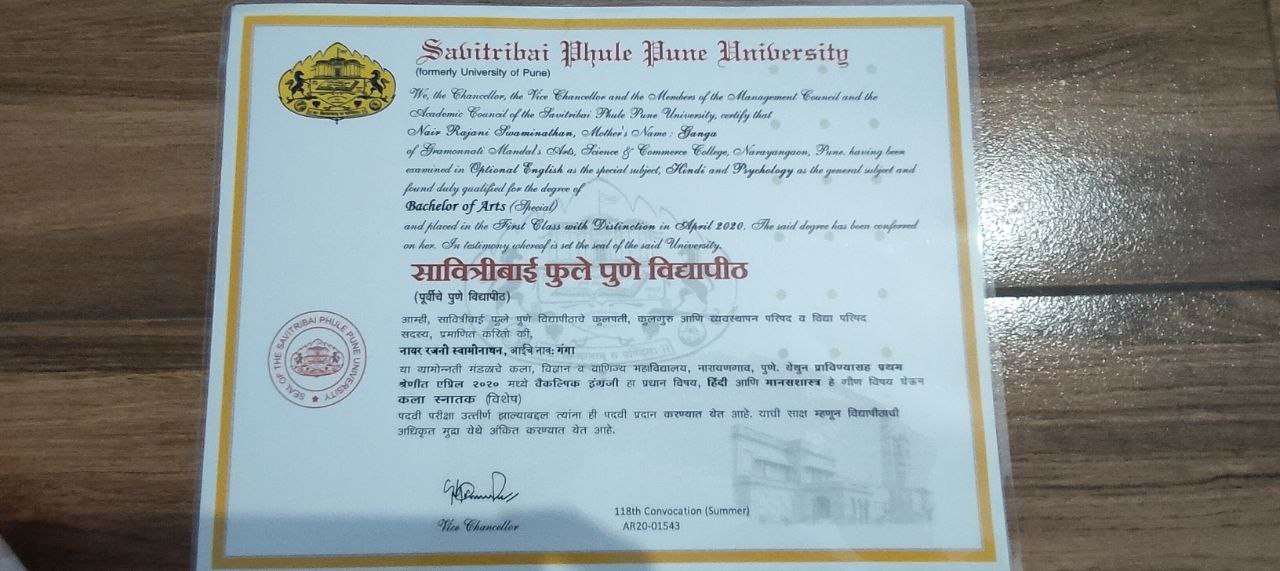 Savitribai Phule Pune University
(formerly University of Pune)
We, the Chancellor, the Vice Chancellor and the Members of the Management Council and the
Academic Council of the Savitribai Phule Pune University, certify that
Nair Rajani Swaminathan, Mother's Name : Ganga
of Gramonnati Mandal's Arts, Science & Commerce College, Narayangaon, Pune. having been
examined in Optional English as the special subject, Hindi and Psychology as the general subject and
found duly qualified for the degree of
Bachelor of Arts (Special)
and placed in the First Class with Distinction in April 2020. The said degree has been conferred
on her. In testimony whereof is set the seal of the said University.
सावित्रीबाई फुले पुणे विद्यापीठ
(पूर्वीचे पुणे विद्यापीठ)
आम्ही, सावित्रीबाई फुले पुणे विद्यापीठाचे कुलपती, कुलगुरु आणि व्यवस्थापन परिषद व विद्या परिषद
सदस्य, प्रमाणित करितो की,
नायर रजनी स्वामीनाथन, आईचे नाव: गंगा
या ग्रामोन्नती मंडळाचे कला, विज्ञान व वाणिज्य महाविद्यालय, नारायणगाव, पुणे. येथुन प्राविण्यासह प्रथम
श्रेणीत एप्रिल २०२० मध्ये वैकल्पिक इंग्रजी हा प्रधान विषय, हिंदी आणि मानसशास्त्र हे गौण विषय घेऊन
कला स्नातक (विशेष)
पदवी परीक्षा उत्तीर्ण झाल्याबद्दल त्यांना ही पदवी प्रदान करण्यात येत आहे. याची साक्ष म्हणून विद्यापीठाची
अधिकृत मुद्रा येथे अंकित करण्यात येत आहे.
SEAL OF THE SAVITRIBAI PHULE PUNE UNIVERSITY
Vice Chancellor
118th Convocation (Summer)
AR20-01543